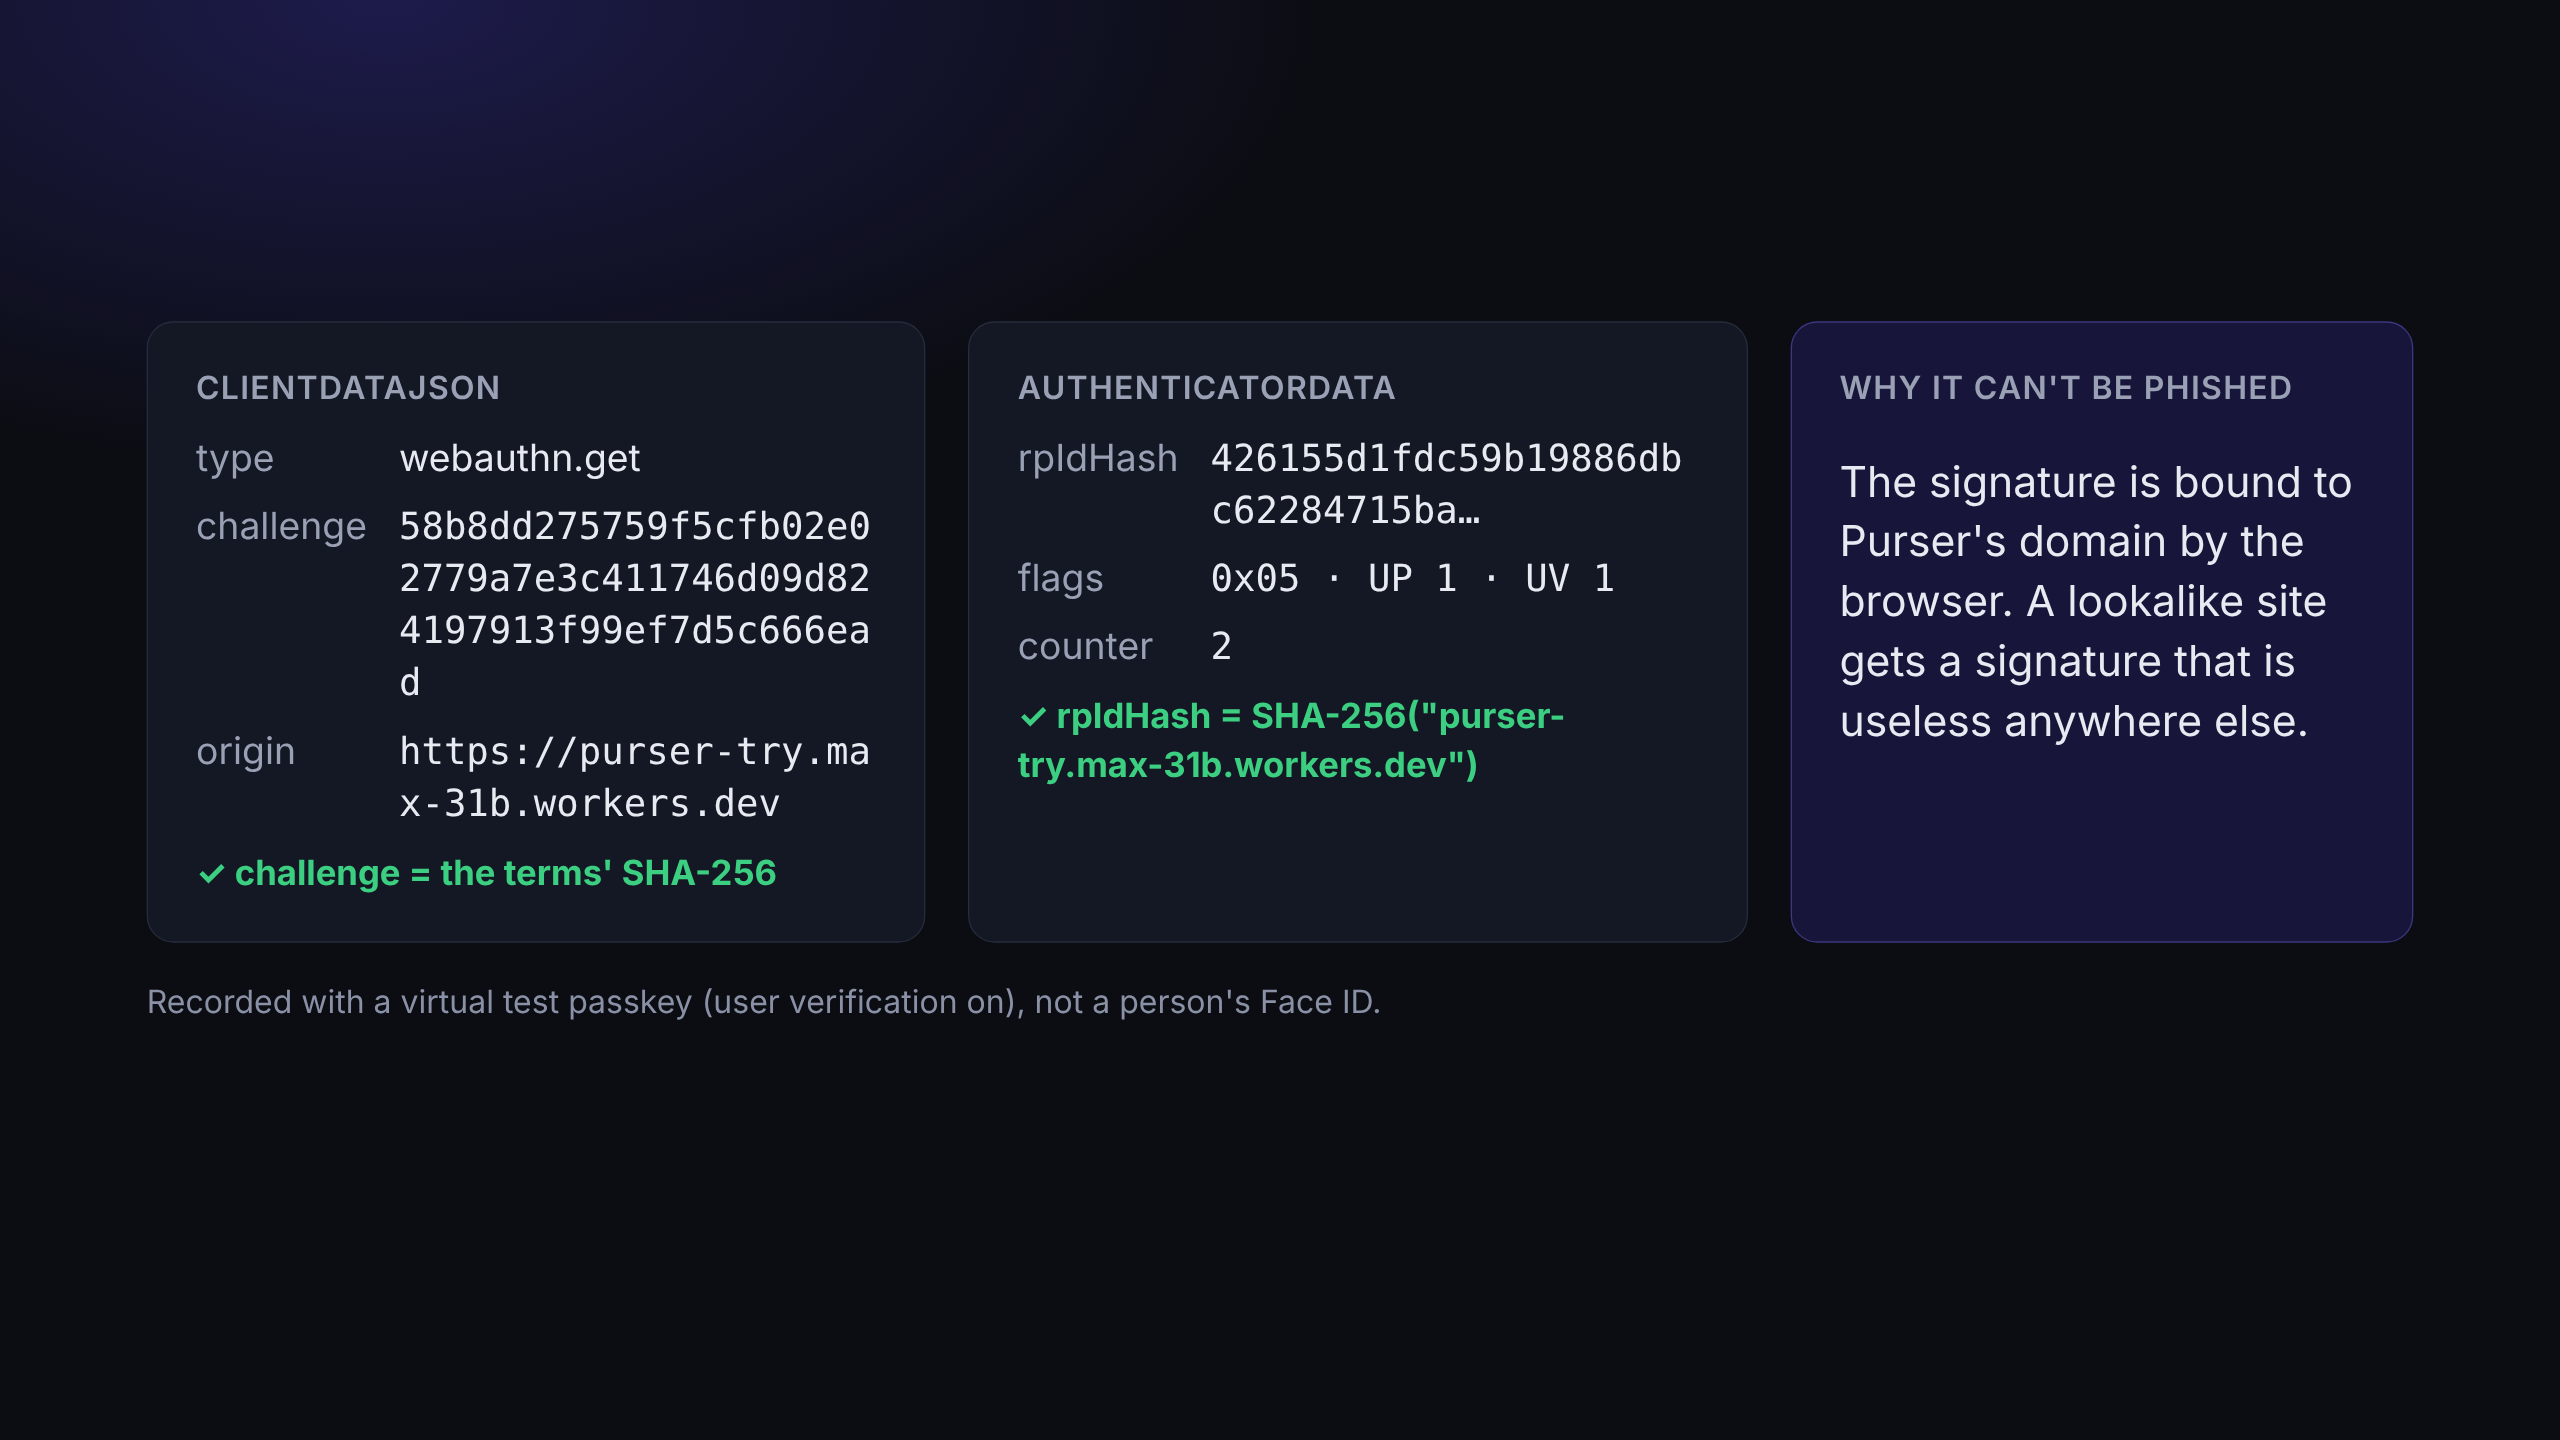 CLIENTDATAJSON
type webauthn.get
challenge 58b8dd275759f5cfb02e0
2779a7e3c411746d09d82
4197913f99ef7d5c666ea
d
origin https://purser-try.ma
x-31b.workers.dev
✓ challenge = the terms' SHA-256
AUTHENTICATORDATA
rpIdHash 426155d1fdc59b19886db
c62284715ba…
flags 0x05 · UP 1 · UV 1
counter 2
✓ rpIdHash = SHA-256("purser-
try.max-31b.workers.dev")
WHY IT CAN'T BE PHISHED
The signature is bound to
Purser's domain by the
browser. A lookalike site
gets a signature that is
useless anywhere else.
Recorded with a virtual test passkey (user verification on), not a person's Face ID.